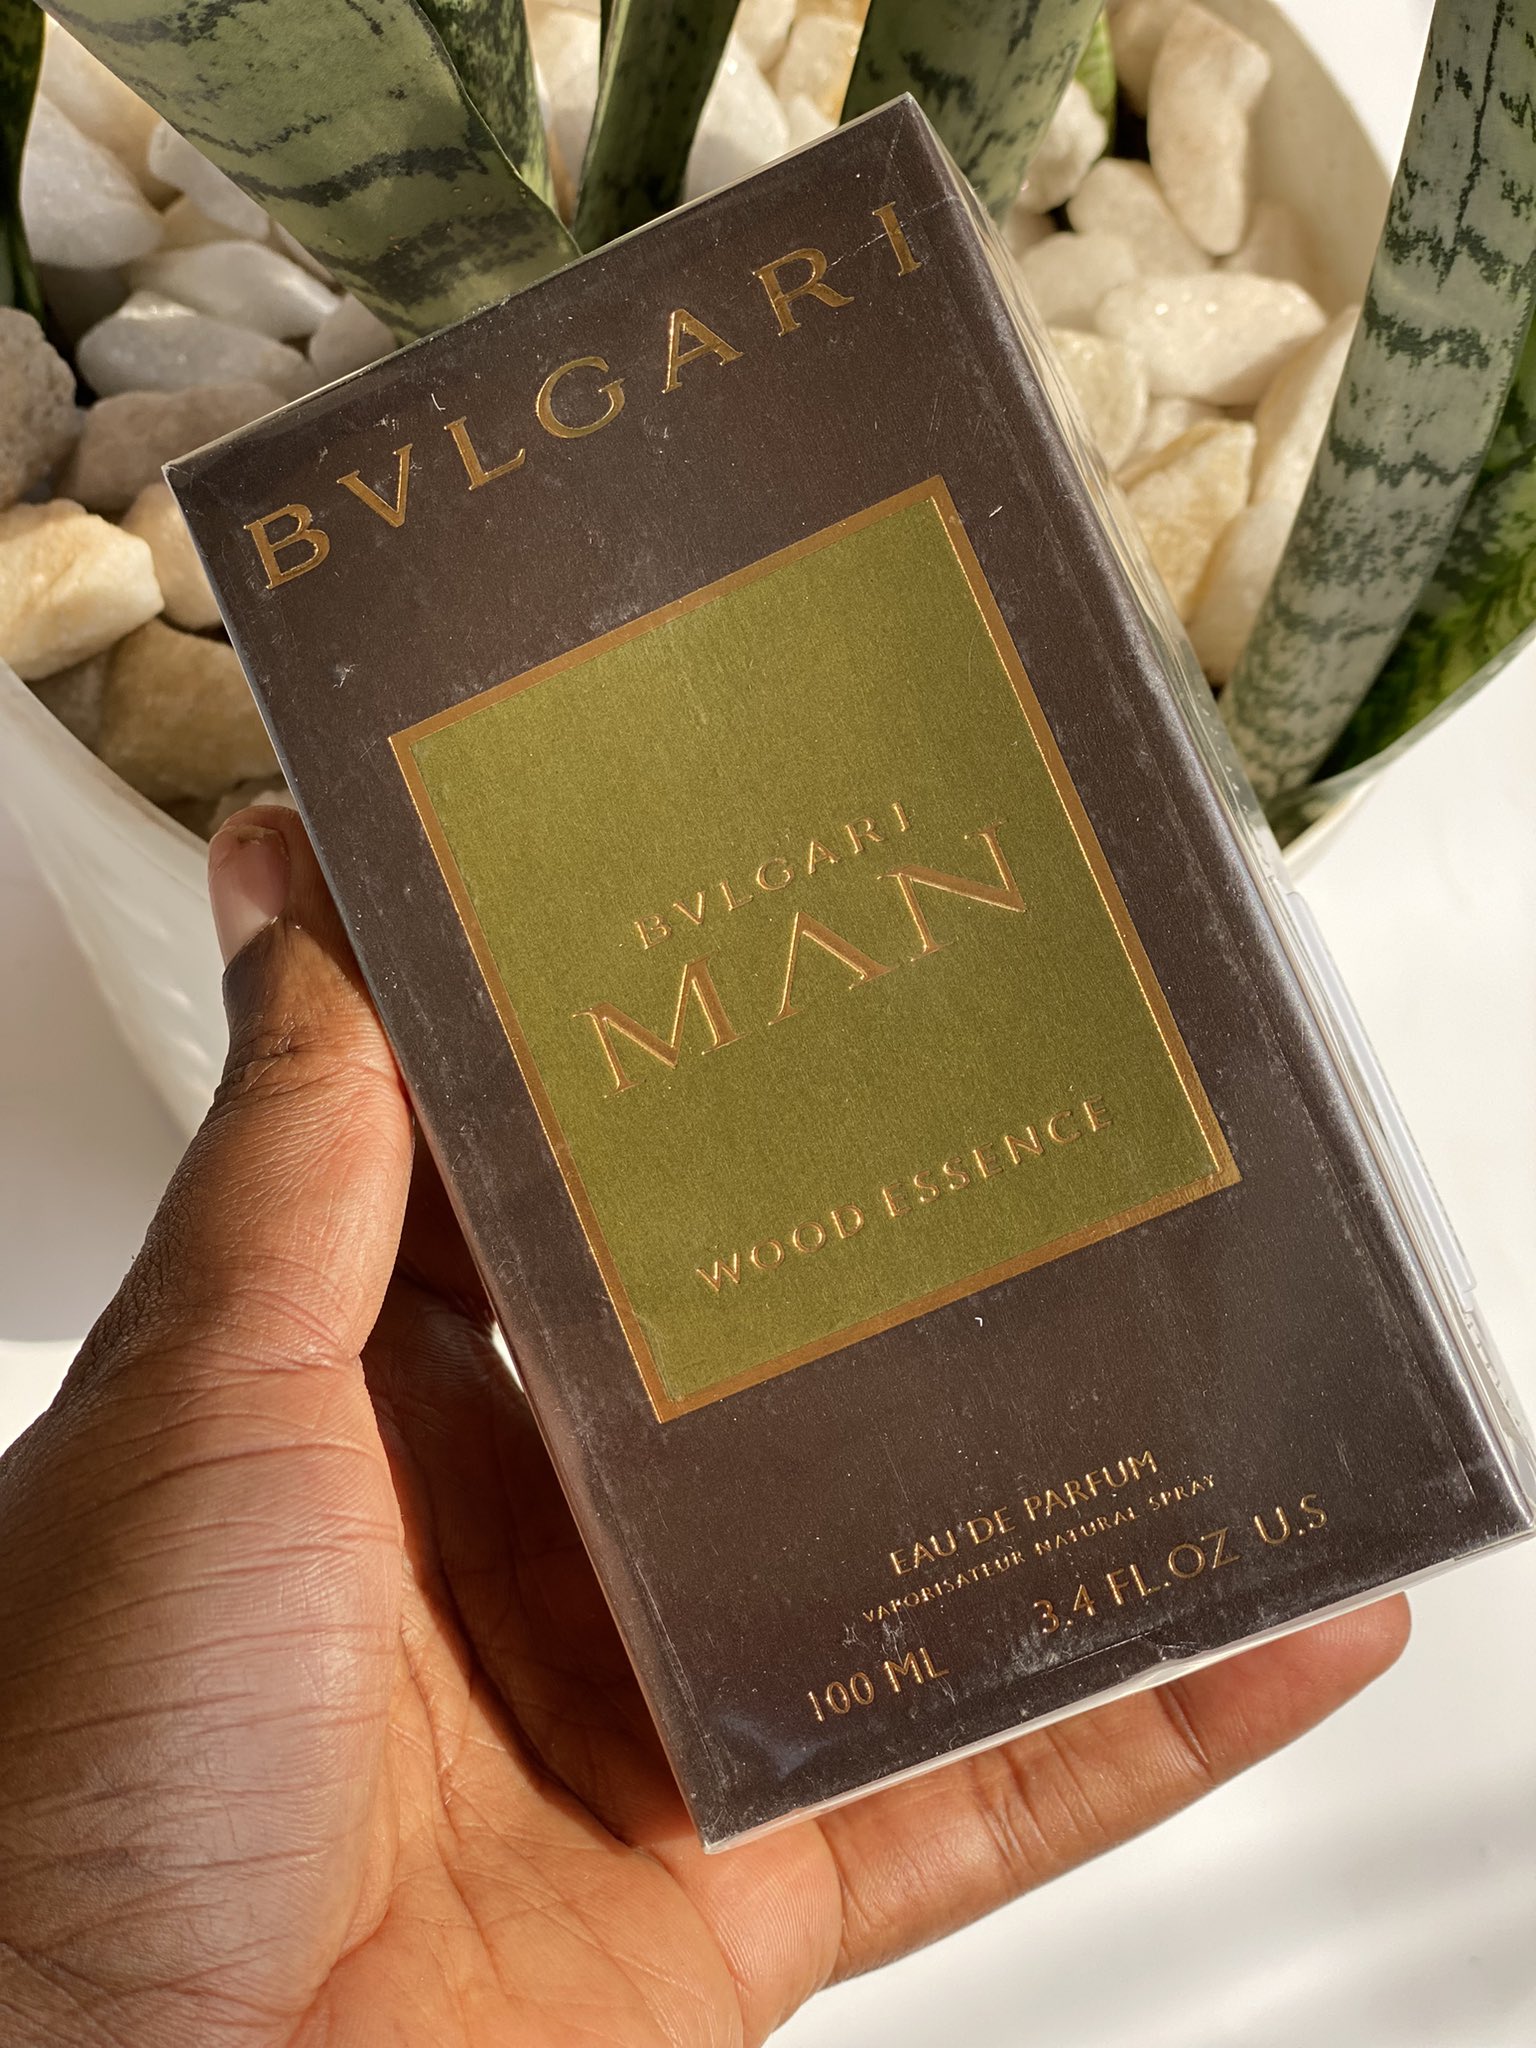 BVLGARI
BVLGARI
MAN
WOOD ESSENCE
EAU DE PARFUM
VAPORISATEUR NATURAL SPRAY
100 ML 3.4 FL.OZ U.S